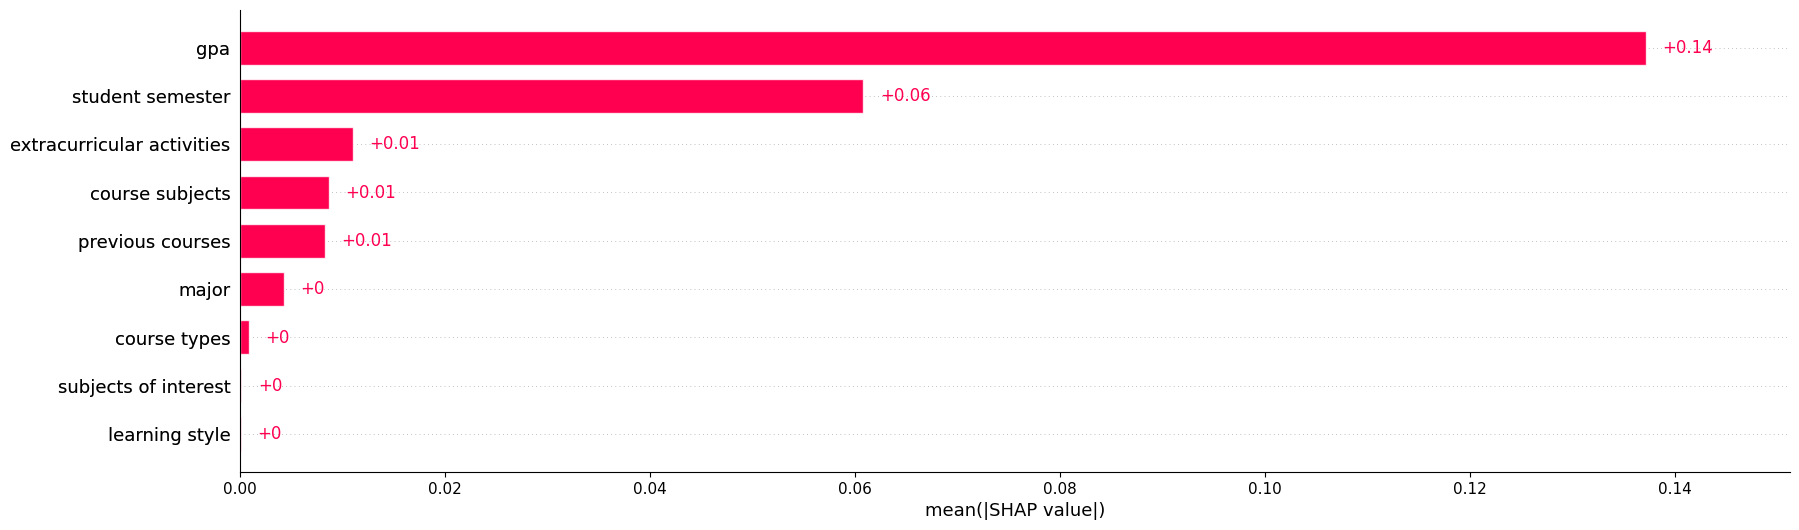 gpa +0.14
student semester +0.06
extracurricular activities +0.01
course subjects +0.01
previous courses +0.01
major +0
course types +0
subjects of interest +0
learning style +0
0.00 0.02 0.04 0.06 0.08 0.10 0.12 0.14
mean(|SHAP value|)